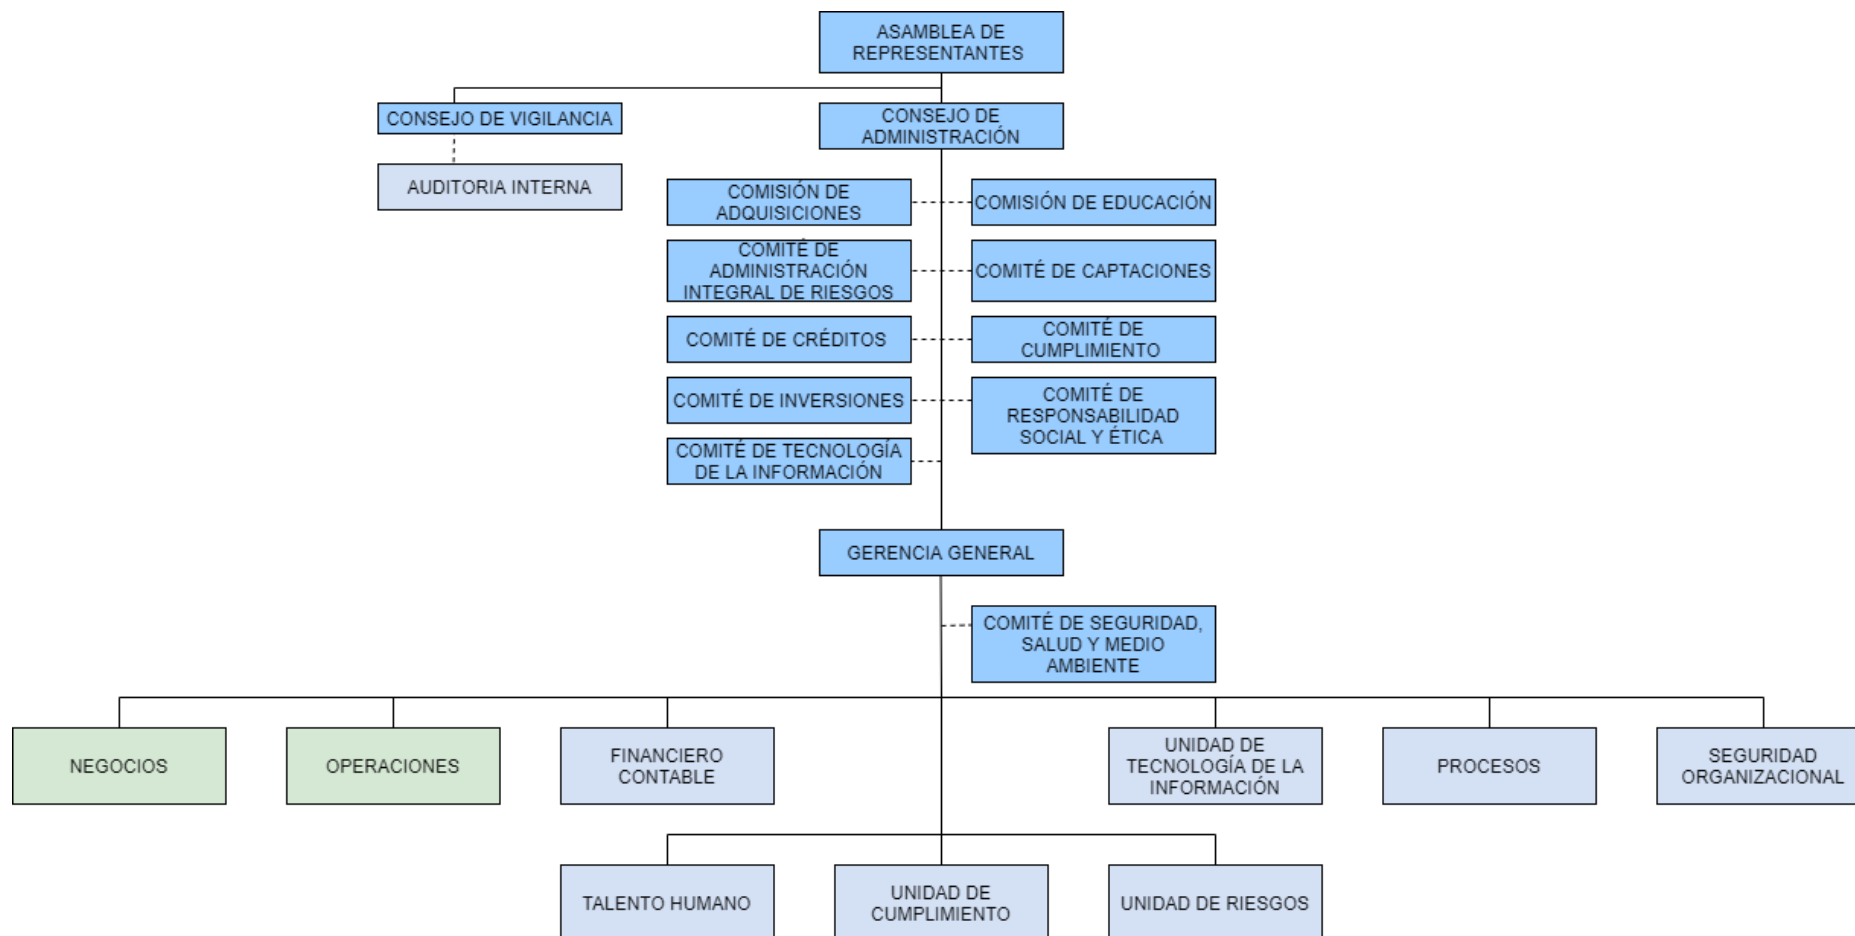 ASAMBLEA DE
REPRESENTANTES
CONSEJO DE VIGILANCIA
CONSEJO DE
ADMINISTRACIÓN
AUDITORIA INTERNA
COMISIÓN DE
ADQUISICIONES
COMISIÓN DE EDUCACIÓN
COMITÉ DE
ADMINISTRACIÓN
INTEGRAL DE RIESGOS
COMITÉ DE CAPTACIONES
COMITÉ DE CRÉDITOS
COMITÉ DE
CUMPLIMIENTO
COMITÉ DE INVERSIONES
COMITÉ DE
RESPONSABILIDAD
SOCIAL Y ÉTICA
COMITÉ DE TECNOLOGÍA
DE LA INFORMACIÓN
GERENCIA GENERAL
COMITÉ DE SEGURIDAD,
SALUD Y MEDIO
AMBIENTE
NEGOCIOS
OPERACIONES
FINANCIERO
CONTABLE
UNIDAD DE
TECNOLOGÍA DE LA
INFORMACIÓN
PROCESOS
SEGURIDAD
ORGANIZACIONAL
TALENTO HUMANO
UNIDAD DE
CUMPLIMIENTO
UNIDAD DE RIESGOS